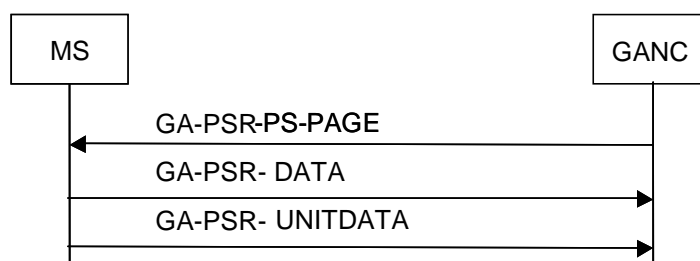 MS
GANC
GA-PSR-PS-PAGE
GA-PSR- DATA
GA-PSR- UNITDATA